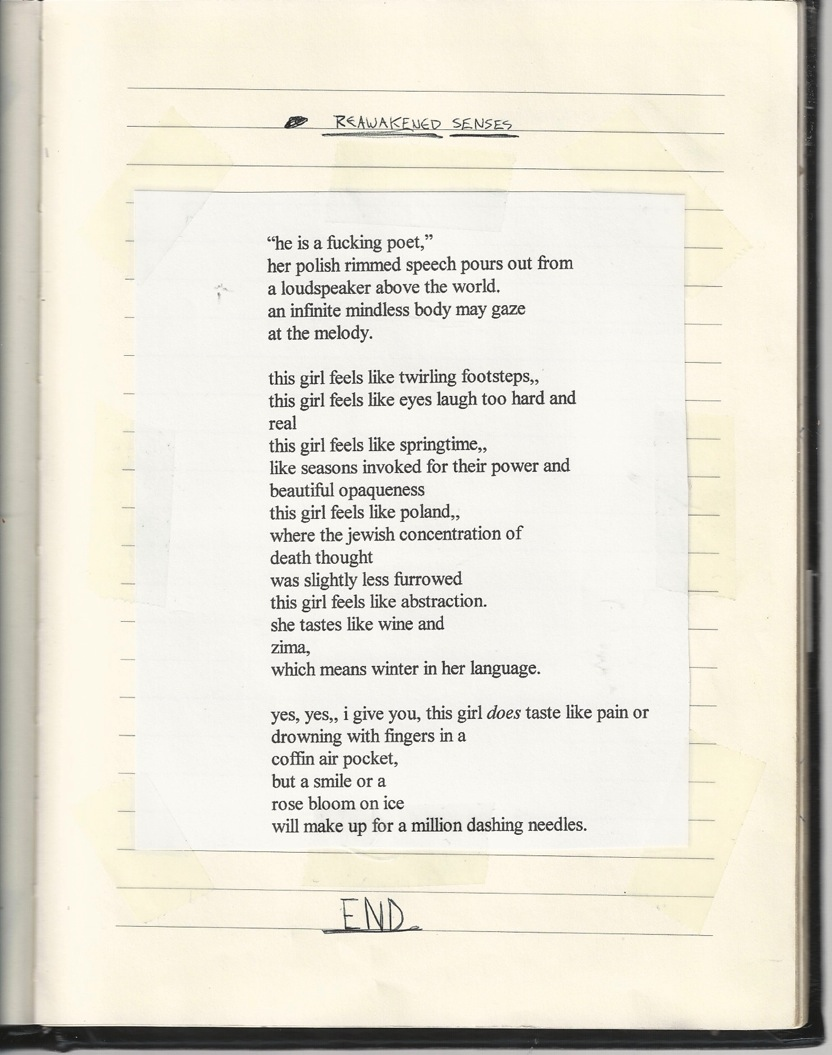 REAWAKENED SENSES
“he is a fucking poet,”
her polish rimmed speech pours out from
a loudspeaker above the world.
an infinite mindless body may gaze
at the melody.
this girl feels like twirling footsteps,,
this girl feels like eyes laugh too hard and
real
this girl feels like springtime,,
like seasons invoked for their power and
beautiful opaqueness
this girl feels like poland,,
where the jewish concentration of
death thought
was slightly less furrowed
this girl feels like abstraction.
she tastes like wine and
zima,
which means winter in her language.
yes, yes,, i give you, this girl does taste like pain or
drowning with fingers in a
coffin air pocket,
but a smile or a
rose bloom on ice
will make up for a million dashing needles.
END.